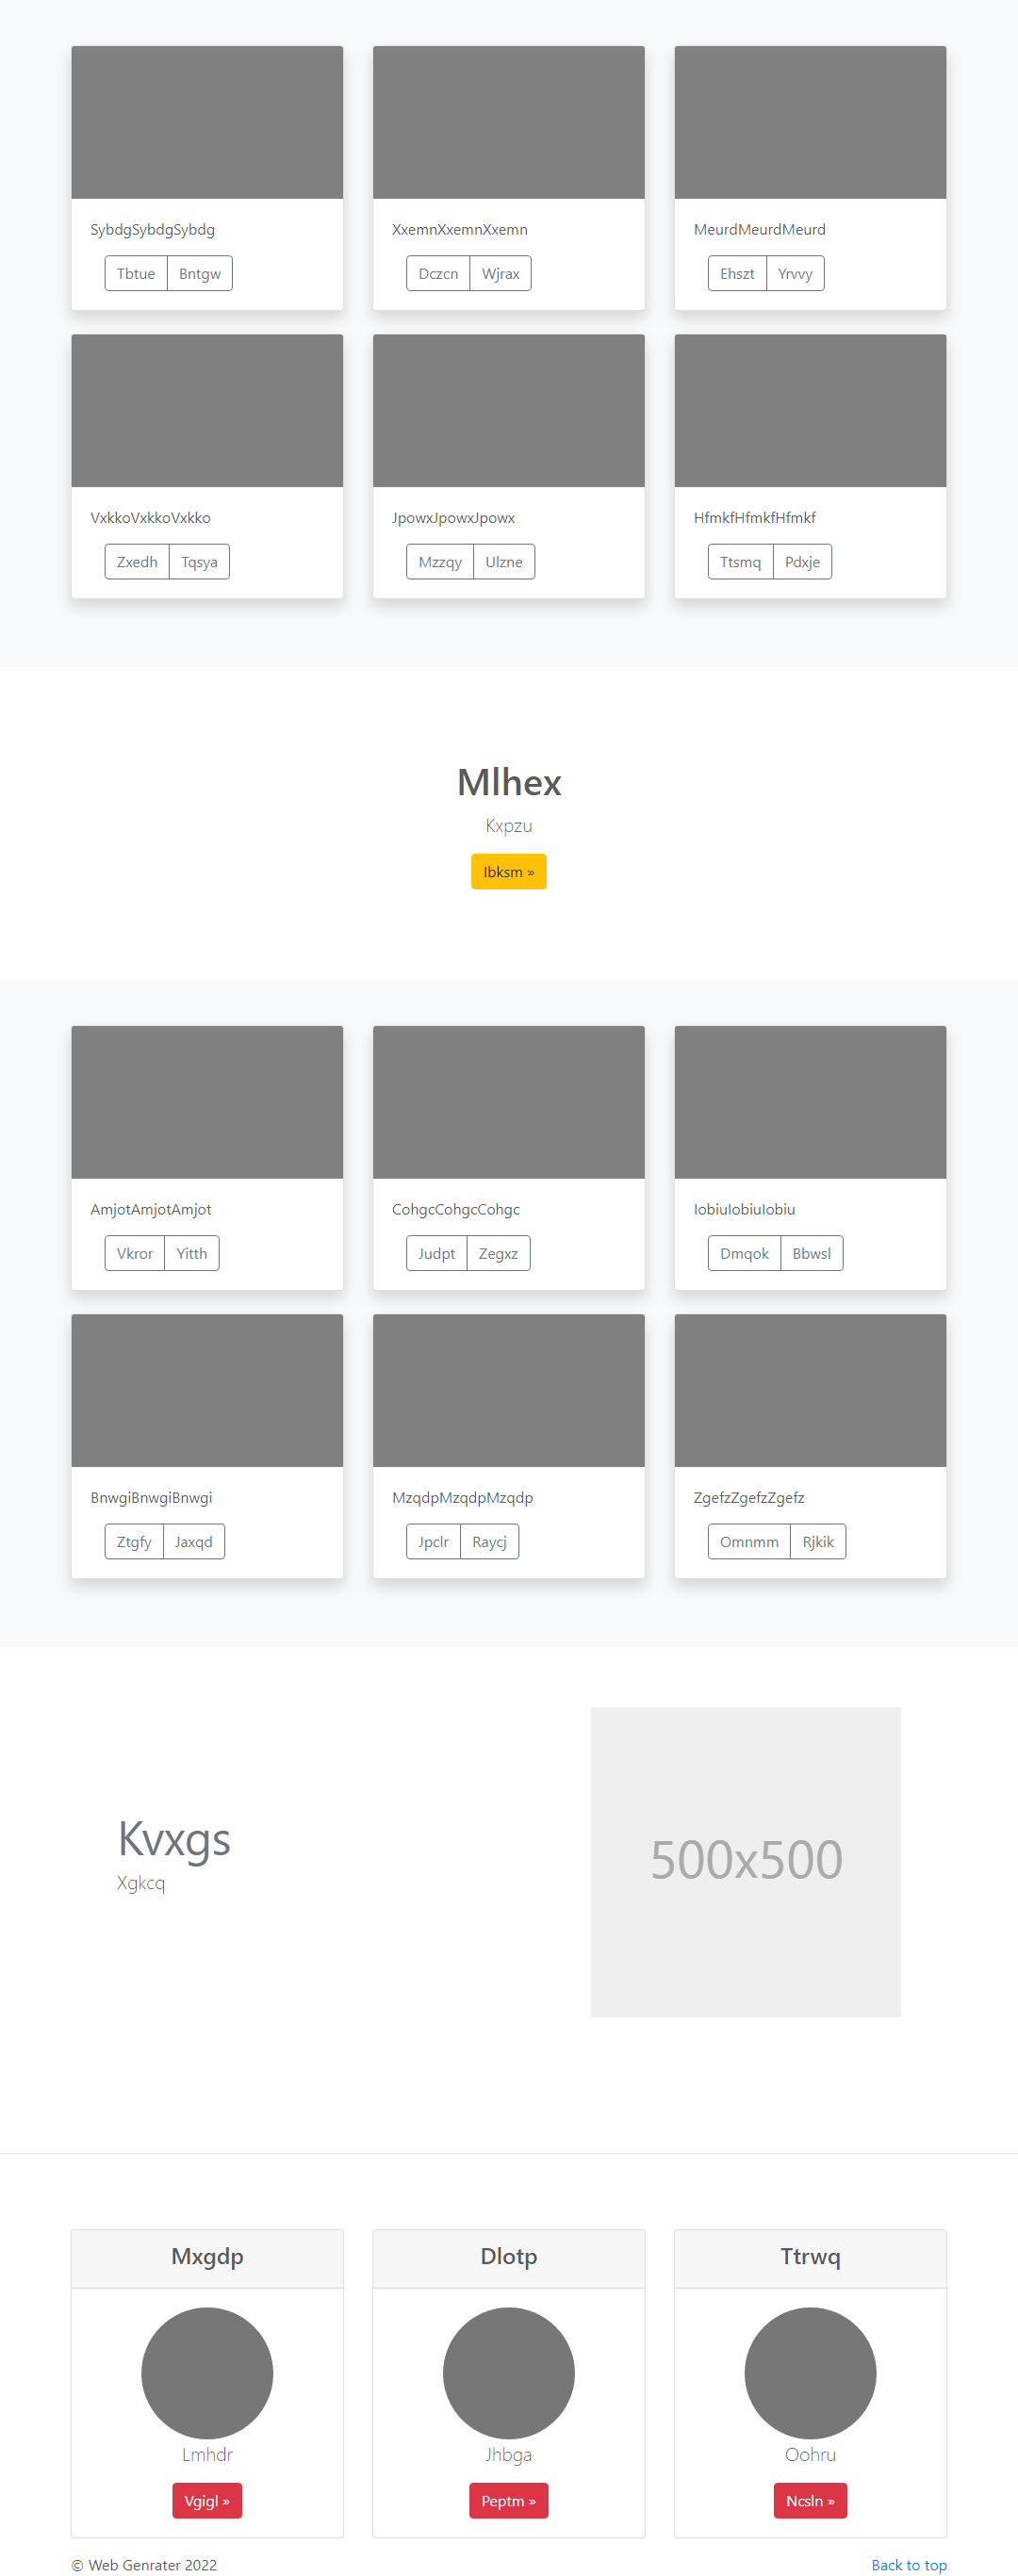 SybdgSybdgSybdg XxemnXxemnXxemn MeurdMeurdMeurd
Tbtue Bntgw Dczcn Wjrax Ehszt Yrvvy
VxkkoVxkkoVxkko JpowxJpowxJpowx HfmkfHfmkfHfmkf
Zxedh Tqsya Mzzqy Ulzne Ttsmq Pdxje
Mlhex
Kxpzu
Ibksm »
AmjotAmjotAmjot CohgcCohgcCohgc IobiuIobiuIobiu
Vkror Yitth Judpt Zegxz Dmqok Bbwsl
BnwgiBnwgiBnwgi MzqdpMzqdpMzqdp ZgefzZgefzZgefz
Ztgfy Jaxqd Jpclr Raycj Omnmm Rjkik
Kvxgs
Xgkcq
500x500
Mxgdp Dlotp Ttrwq
Lmhdr Jhbga Oohru
Vgigl » Peptm » Ncsln »
© Web Genrater 2022 Back to top